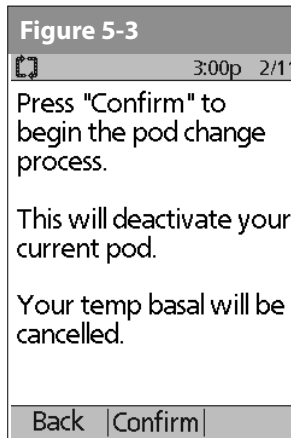 Figure 5-3
3:00p 2/11
Press "Confirm" to
begin the pod change
process.
This will deactivate your
current pod.
Your temp basal will be
cancelled.
Back Confirm